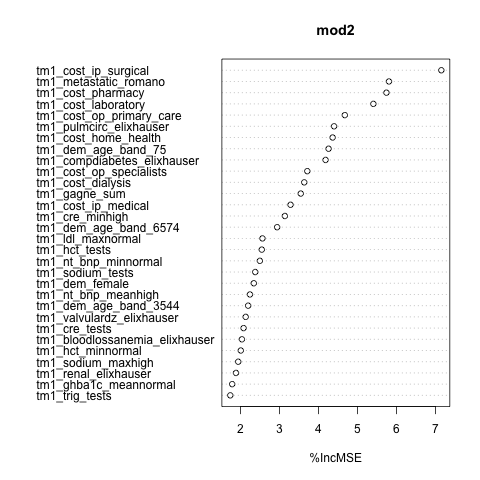 mod2
tm1_cost_ip_surgical
tm1_metastatic_romano
tm1_cost_pharmacy
tm1_cost_laboratory
tm1_cost_op_primary_care
tm1_pulmcirc_elixhauser
tm1_cost_home_health
tm1_dem_age_band_75
tm1_compdiabetes_elixhauser
tm1_cost_op_specialists
tm1_cost_dialysis
tm1_gagne_sum
tm1_cost_ip_medical
tm1_cre_minhigh
tm1_dem_age_band_6574
tm1_ldl_maxnormal
tm1_hct_tests
tm1_nt_bnp_minnormal
tm1_sodium_tests
tm1_dem_female
tm1_nt_bnp_meanhigh
tm1_dem_age_band_3544
tm1_valvulardz_elixhauser
tm1_cre_tests
tm1_bloodlossanemia_elixhauser
tm1_hct_minnormal
tm1_sodium_maxhigh
tm1_renal_elixhauser
tm1_ghba1c_meannormal
tm1_trig_tests
2 3 4 5 6 7
%IncMSE